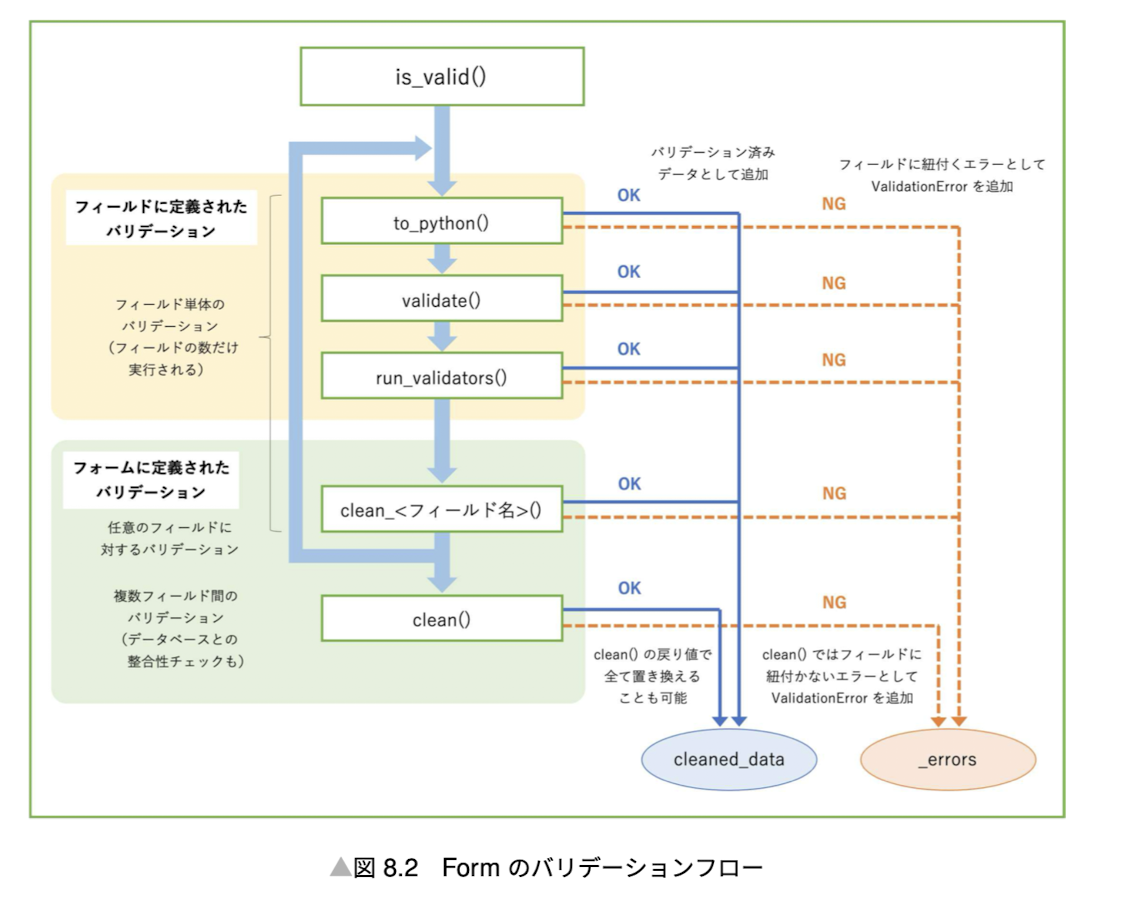 is_valid()
バリデーション済み
データとして追加
フィールドに紐付くエラーとして
ValidationError を追加
フィールドに定義された
バリデーション
to_python()
OK
NG
フィールド単体の
バリデーション
（フィールドの数だけ
実行される）
validate()
OK
NG
run_validators()
OK
NG
フォームに定義された
バリデーション
任意のフィールドに
対するバリデーション
clean_<フィールド名>()
OK
NG
複数フィールド間の
バリデーション
（データベースとの
整合性チェックも）
clean()
OK
NG
clean() の戻り値で
全て置き換える
ことも可能
clean() ではフィールドに
紐付かないエラーとして
ValidationError を追加
cleaned_data
_errors
▲図 8.2　Form のバリデーションフロー